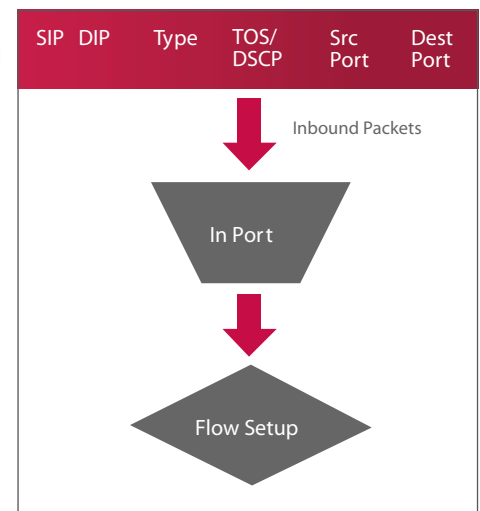 SIP DIP Type TOS/ Src Dest
DSCP Port Port
Inbound Packets
In Port
Flow Setup